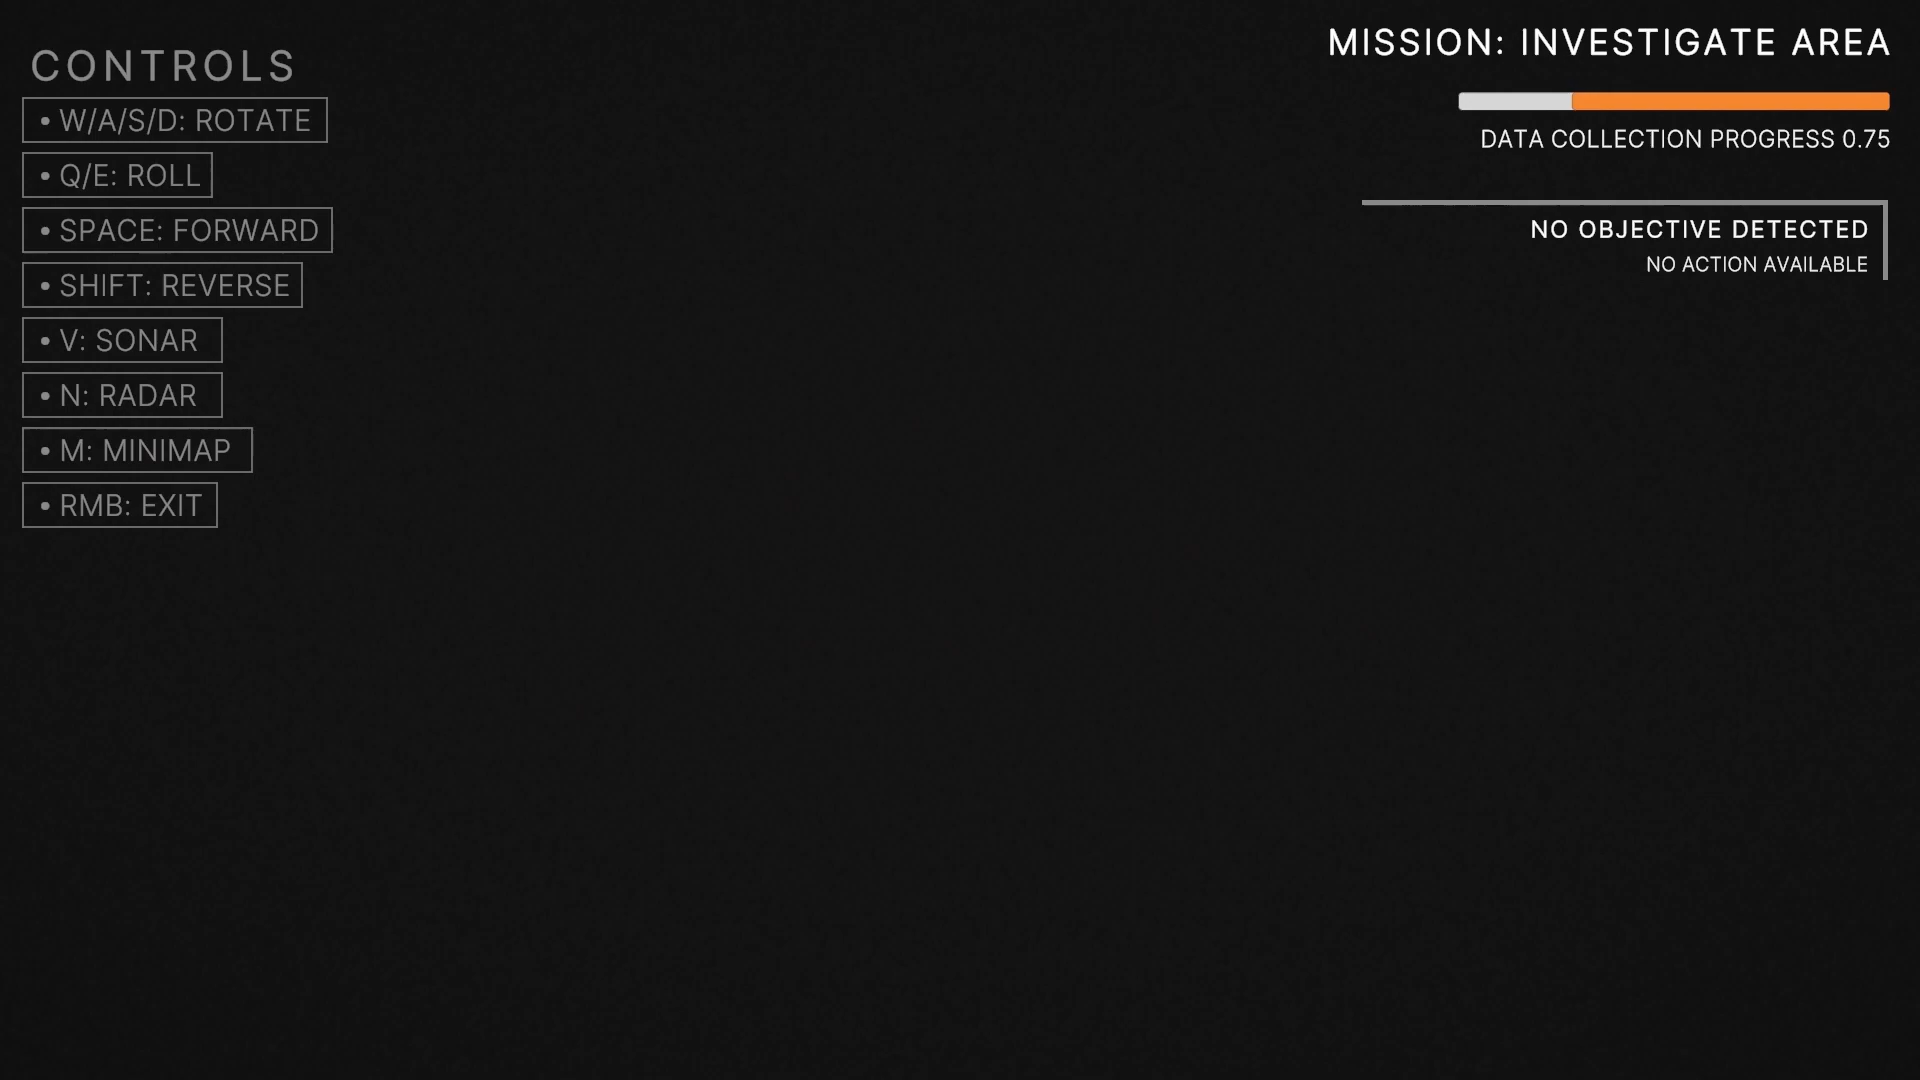 CONTROLS
• W/A/S/D: ROTATE
• Q/E: ROLL
• SPACE: FORWARD
• SHIFT: REVERSE
• V: SONAR
• N: RADAR
• M: MINIMAP
• RMB: EXIT
MISSION: INVESTIGATE AREA
DATA COLLECTION PROGRESS 0.75
NO OBJECTIVE DETECTED
NO ACTION AVAILABLE